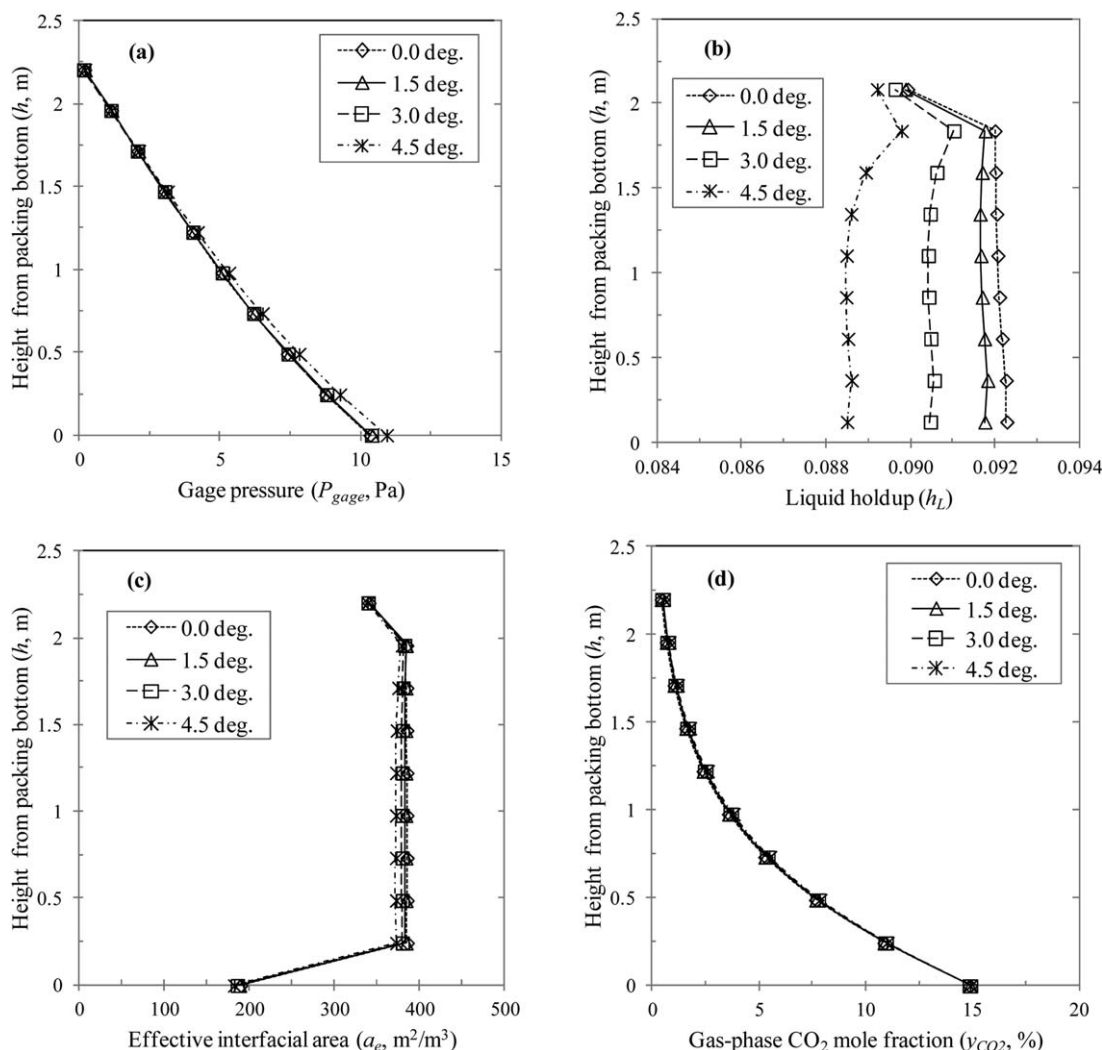 (a)
0.0 deg.
1.5 deg.
3.0 deg.
4.5 deg.
2.5
2
1.5
1
0.5
0
Height from packing bottom (h, m)
0 5 10 15
Gage pressure (P_gage, Pa)
(b)
0.0 deg.
1.5 deg.
3.0 deg.
4.5 deg.
2.5
2
1.5
1
0.5
0
Height from packing bottom (h, m)
0.084 0.086 0.088 0.090 0.092 0.094
Liquid holdup (h_L)
(c)
0.0 deg.
1.5 deg.
3.0 deg.
4.5 deg.
2.5
2
1.5
1
0.5
0
Height from packing bottom (h, m)
0 100 200 300 400 500
Effective interfacial area (a_e, m²/m³)
(d)
0.0 deg.
1.5 deg.
3.0 deg.
4.5 deg.
2.5
2
1.5
1
0.5
0
Height from packing bottom (h, m)
0 5 10 15 20
Gas-phase CO₂ mole fraction (y_CO2, %)